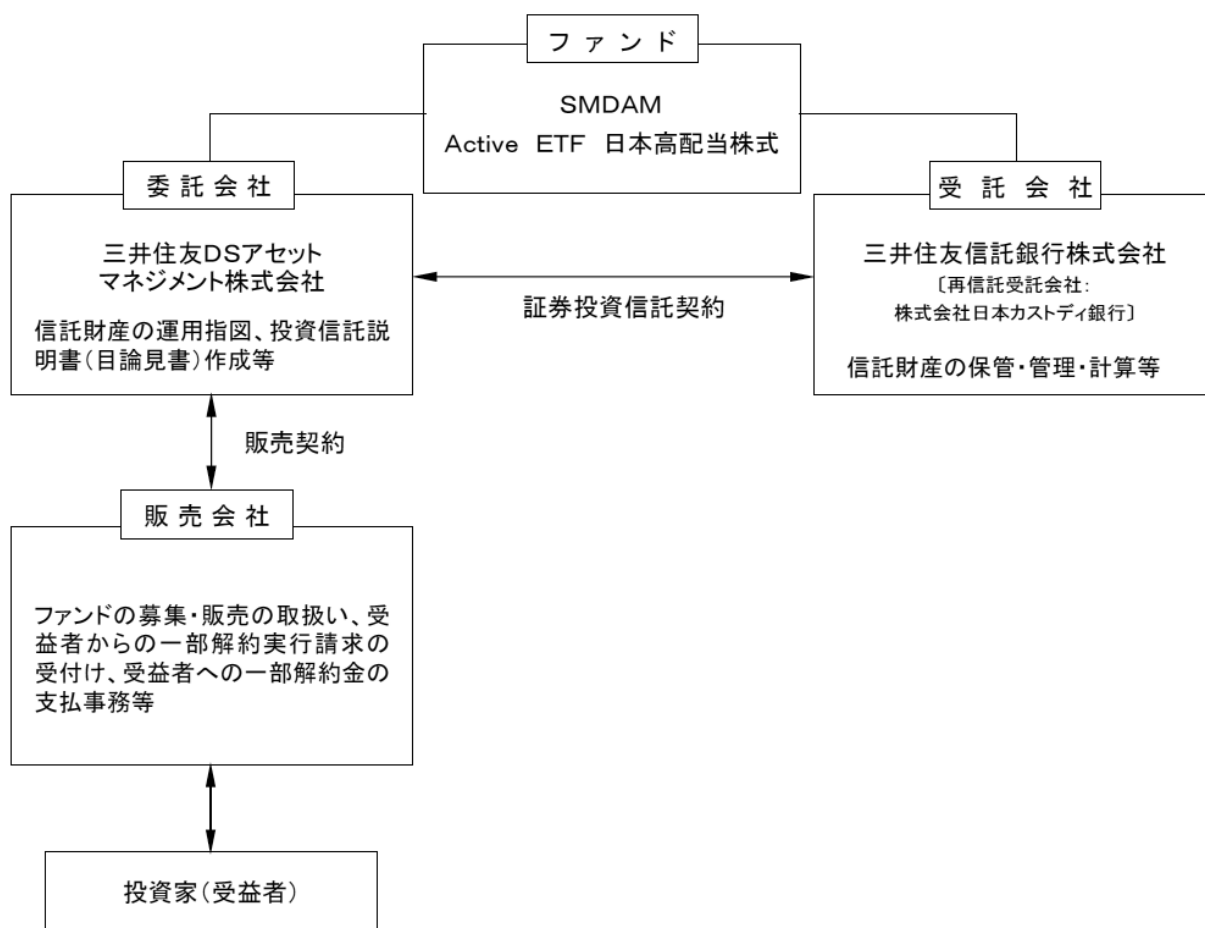 ファンド
SMDAM
Active ETF 日本高配当株式
委託会社
三井住友DSアセット
マネジメント株式会社
信託財産の運用指図、投資信託説
明書（目論見書）作成等
証券投資信託契約
受託会社
三井住友信託銀行株式会社
〔再信託受託会社：
株式会社日本カストディ銀行〕
信託財産の保管・管理・計算等
販売契約
販売会社
ファンドの募集・販売の取扱い、受
益者からの一部解約実行請求の
受付け、受益者への一部解約金の
支払事務等
投資家（受益者）